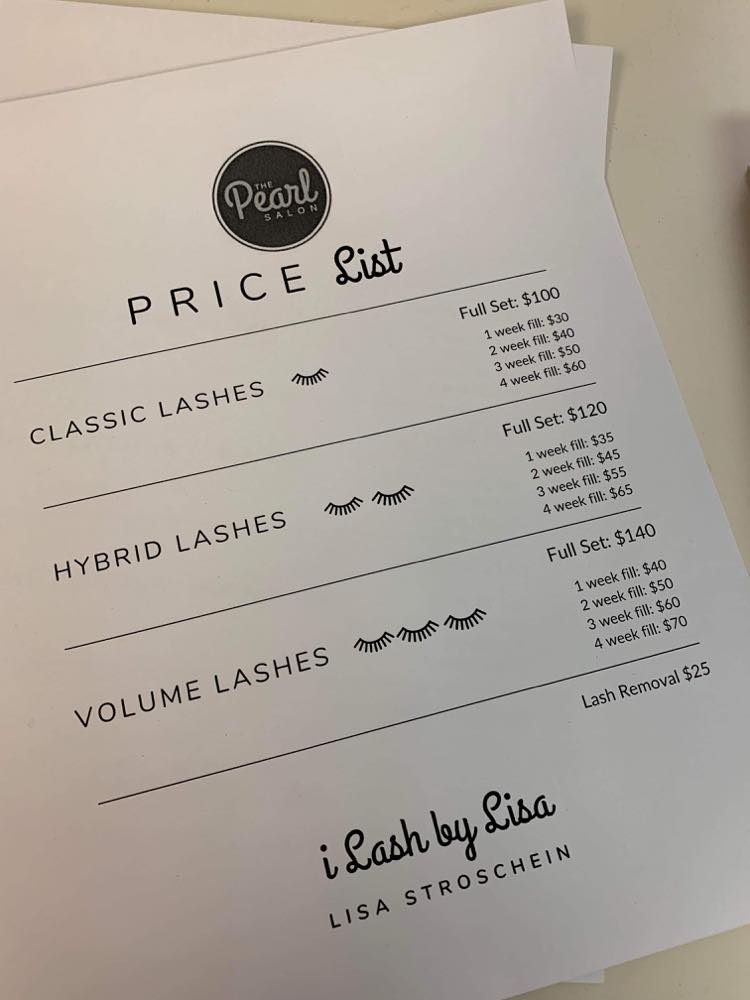 THE
Pearl
SALON
PRICE List
CLASSIC LASHES
Full Set: $100
1 week fill: $30
2 week fill: $40
3 week fill: $50
4 week fill: $60
HYBRID LASHES
Full Set: $120
1 week fill: $35
2 week fill: $45
3 week fill: $55
4 week fill: $65
VOLUME LASHES
Full Set: $140
1 week fill: $40
2 week fill: $50
3 week fill: $60
4 week fill: $70
Lash Removal $25
i Lash by Lisa
LISA STROSCHEIN